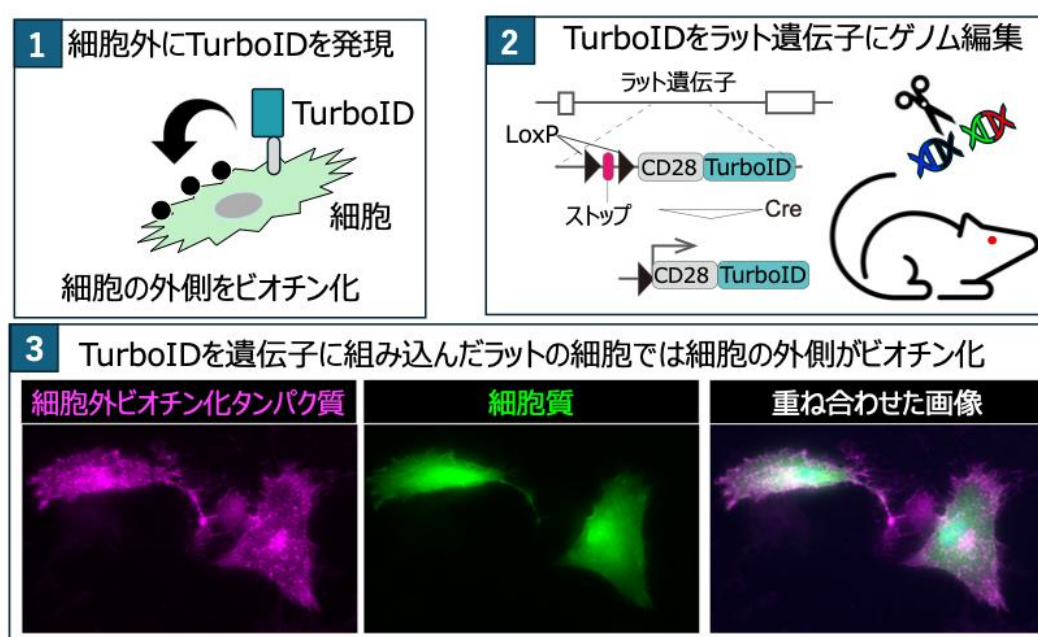 1 細胞外にTurboIDを発現
TurboID
細胞
細胞の外側をビオチン化
2 TurboIDをラット遺伝子にゲノム編集
ラット遺伝子
LoxP
CD28 TurboID
ストップ
Cre
CD28 TurboID
3 TurboIDを遺伝子に組み込んだラットの細胞では細胞の外側がビオチン化
細胞外ビオチン化タンパク質
細胞質
重ね合わせた画像